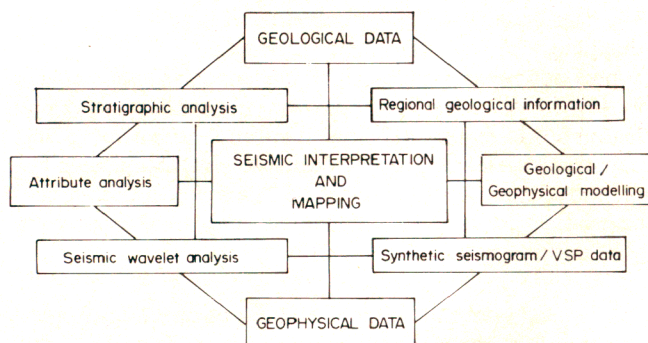 GEOLOGICAL DATA
Stratigraphic analysis
Regional geological information
SEISMIC INTERPRETATION
AND
MAPPING
Attribute analysis
Geological /
Geophysical modelling
Seismic wavelet analysis
Synthetic seismogram / VSP data
GEOPHYSICAL DATA